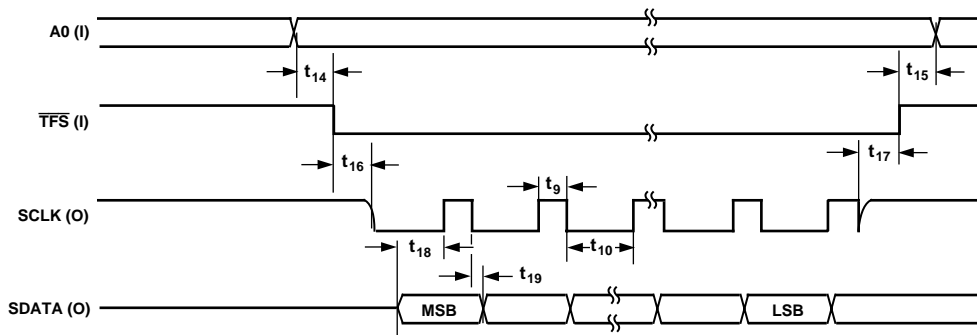 A0 (I)
t14
t15
TFS (I)
t16
t17
t9
SCLK (O)
t18
t10
t19
SDATA (O)
MSB
LSB